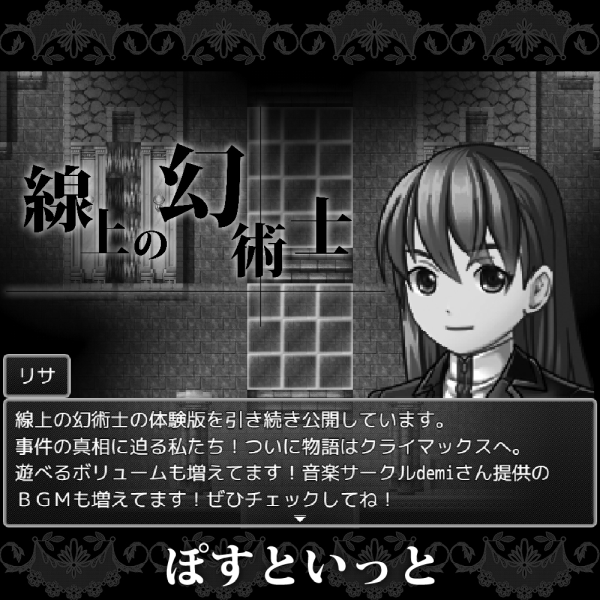 線上の幻術士
リサ
線上の幻術士の体験版を引き続き公開しています。
事件の真相に迫る私たち！ついに物語はクライマックスへ。
遊べるボリュームも増えてます！音楽サークルdemiさん提供の
ＢＧＭも増えてます！ぜひチェックしてね！
ぽすといっと